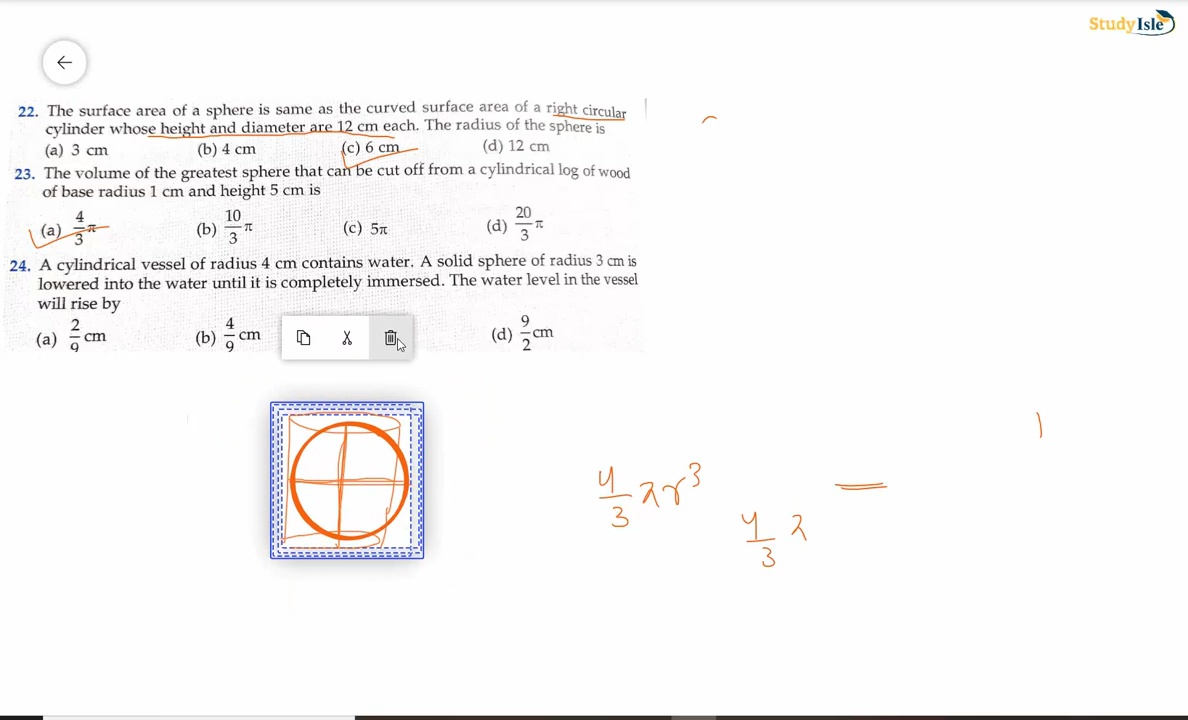 StudyIsle
22. The surface area of a sphere is same as the curved surface area of a right circular
cylinder whose height and diameter are 12 cm each. The radius of the sphere is
(a) 3 cm (b) 4 cm (c) 6 cm (d) 12 cm
23. The volume of the greatest sphere that can be cut off from a cylindrical log of wood
of base radius 1 cm and height 5 cm is
(a) 4/3 π (b) 10/3 π (c) 5π (d) 20/3 π
24. A cylindrical vessel of radius 4 cm contains water. A solid sphere of radius 3 cm is
lowered into the water until it is completely immersed. The water level in the vessel
will rise by
(a) 2/9 cm (b) 4/9 cm (d) 9/2 cm
4/3 πr³ =
4/3 π